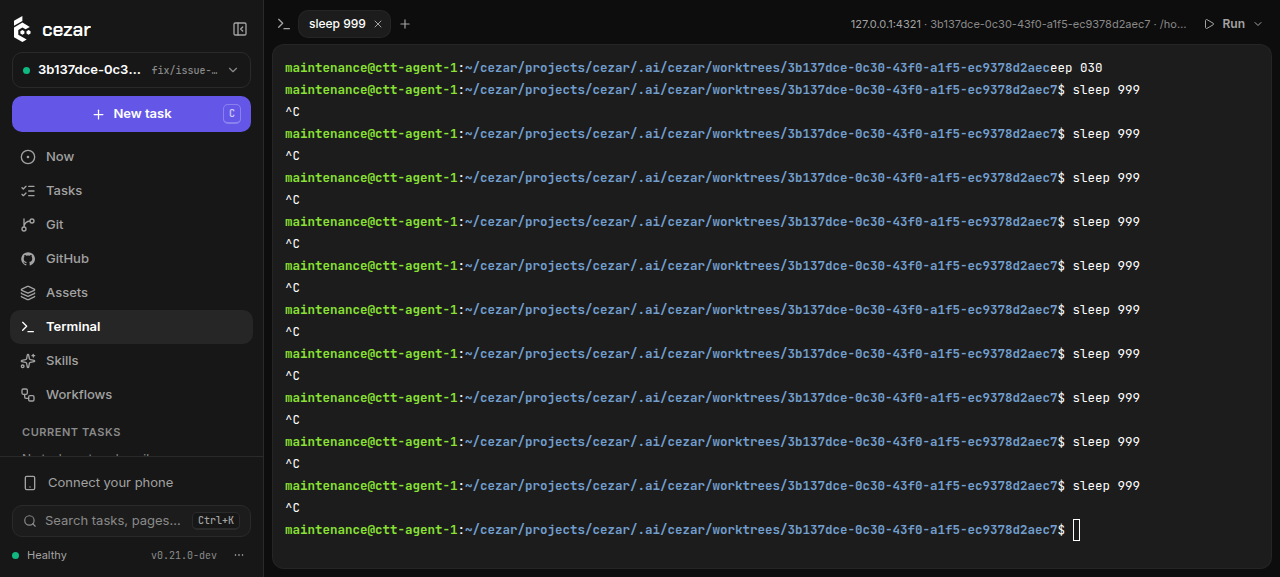 cezar
3b137dce-0c3... fix/issue-...
New task C
Now
Tasks
Git
GitHub
Assets
Terminal
Skills
Workflows
CURRENT TASKS
Connect your phone
Search tasks, pages... Ctrl+K
Healthy v0.21.0-dev ...
sleep 999
127.0.0.1:4321 · 3b137dce-0c30-43f0-a1f5-ec9378d2aec7 · /ho...
Run
maintenance@ctt-agent-1:~/cezar/projects/cezar/.ai/cezar/worktrees/3b137dce-0c30-43f0-a1f5-ec9378d2aeceep 030
maintenance@ctt-agent-1:~/cezar/projects/cezar/.ai/cezar/worktrees/3b137dce-0c30-43f0-a1f5-ec9378d2aec7$ sleep 999
^C
maintenance@ctt-agent-1:~/cezar/projects/cezar/.ai/cezar/worktrees/3b137dce-0c30-43f0-a1f5-ec9378d2aec7$ sleep 999
^C
maintenance@ctt-agent-1:~/cezar/projects/cezar/.ai/cezar/worktrees/3b137dce-0c30-43f0-a1f5-ec9378d2aec7$ sleep 999
^C
maintenance@ctt-agent-1:~/cezar/projects/cezar/.ai/cezar/worktrees/3b137dce-0c30-43f0-a1f5-ec9378d2aec7$ sleep 999
^C
maintenance@ctt-agent-1:~/cezar/projects/cezar/.ai/cezar/worktrees/3b137dce-0c30-43f0-a1f5-ec9378d2aec7$ sleep 999
^C
maintenance@ctt-agent-1:~/cezar/projects/cezar/.ai/cezar/worktrees/3b137dce-0c30-43f0-a1f5-ec9378d2aec7$ sleep 999
^C
maintenance@ctt-agent-1:~/cezar/projects/cezar/.ai/cezar/worktrees/3b137dce-0c30-43f0-a1f5-ec9378d2aec7$ sleep 999
^C
maintenance@ctt-agent-1:~/cezar/projects/cezar/.ai/cezar/worktrees/3b137dce-0c30-43f0-a1f5-ec9378d2aec7$ sleep 999
^C
maintenance@ctt-agent-1:~/cezar/projects/cezar/.ai/cezar/worktrees/3b137dce-0c30-43f0-a1f5-ec9378d2aec7$ sleep 999
^C
maintenance@ctt-agent-1:~/cezar/projects/cezar/.ai/cezar/worktrees/3b137dce-0c30-43f0-a1f5-ec9378d2aec7$ sleep 999
^C
maintenance@ctt-agent-1:~/cezar/projects/cezar/.ai/cezar/worktrees/3b137dce-0c30-43f0-a1f5-ec9378d2aec7$